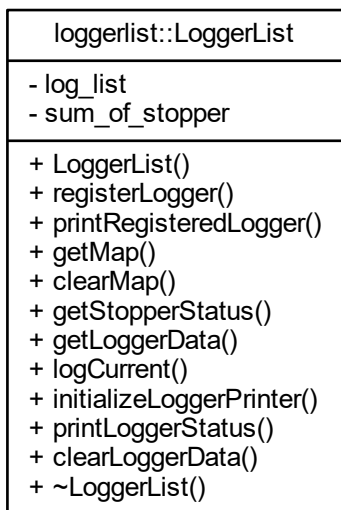 loggerlist::LoggerList
- log_list
- sum_of_stopper
+ LoggerList()
+ registerLogger()
+ printRegisteredLogger()
+ getMap()
+ clearMap()
+ getStopperStatus()
+ getLoggerData()
+ logCurrent()
+ initializeLoggerPrinter()
+ printLoggerStatus()
+ clearLoggerData()
+ ~LoggerList()